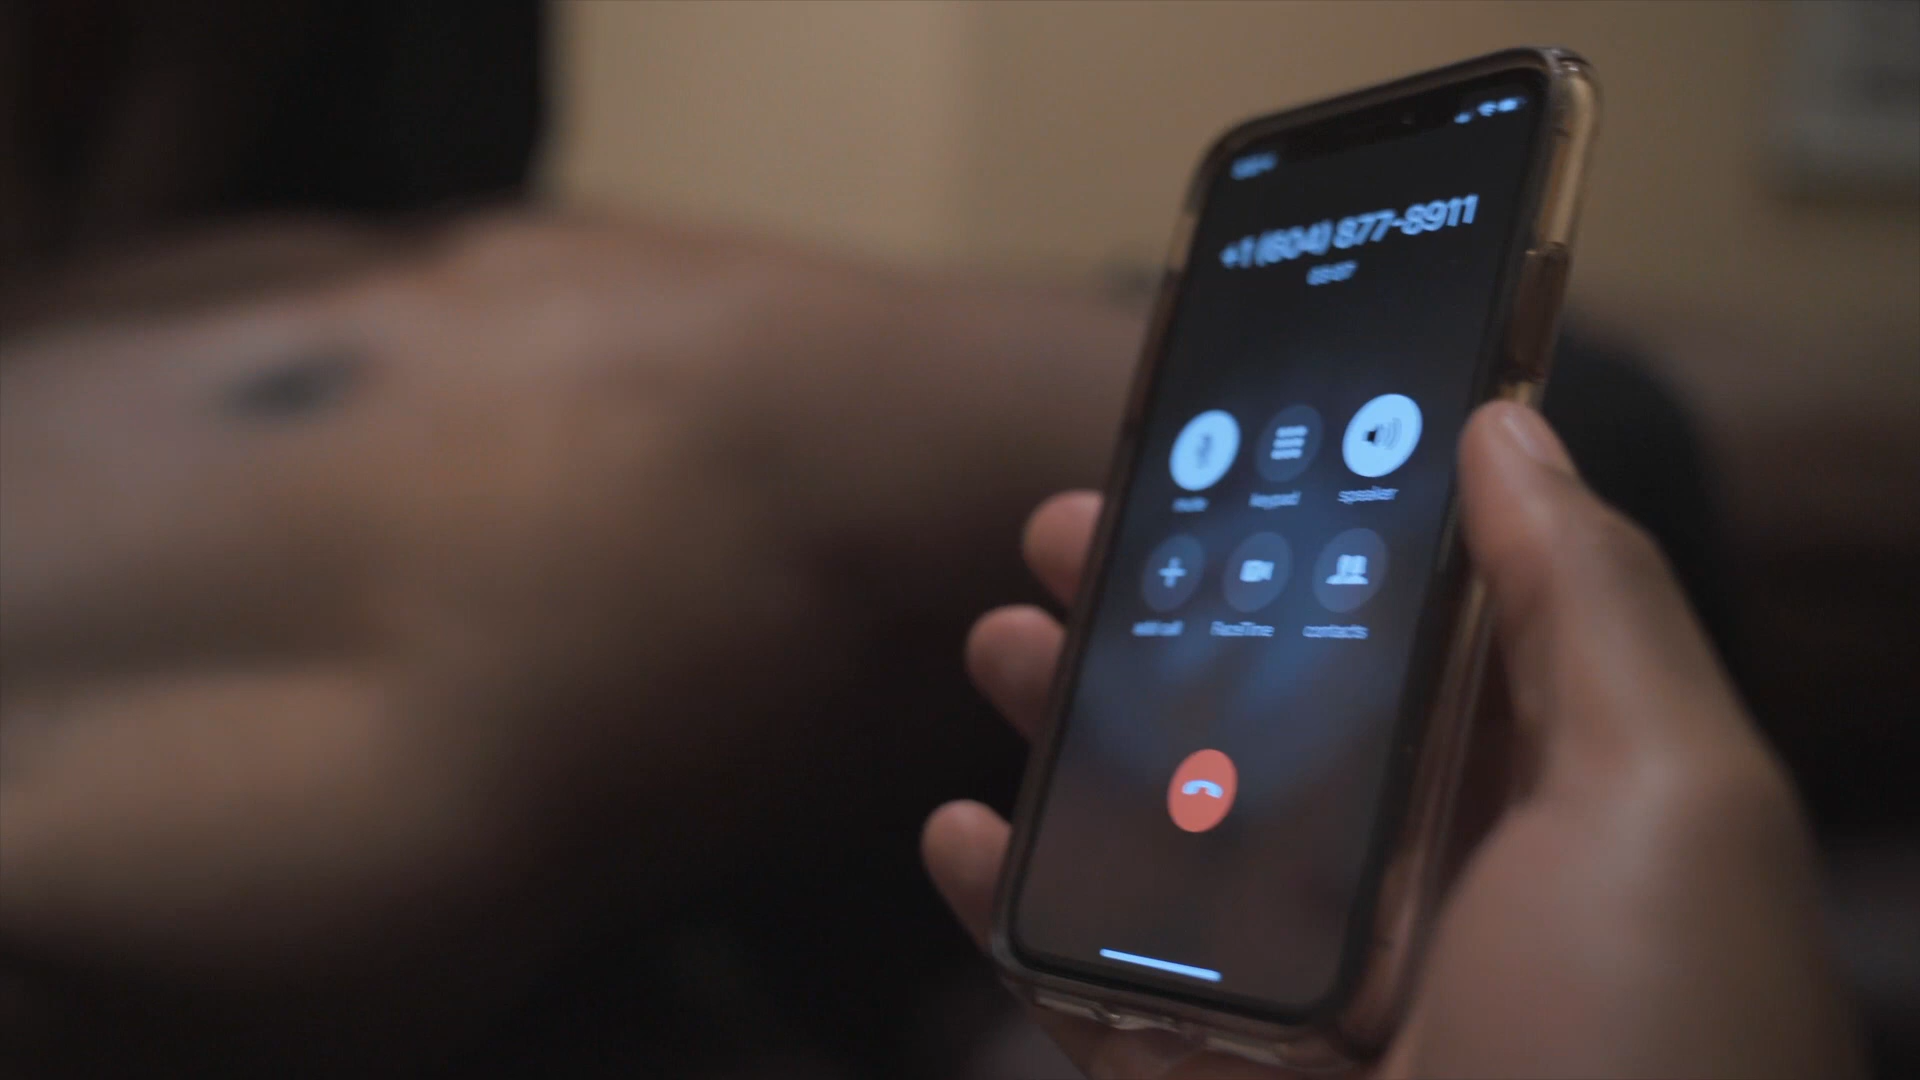 +1 (604) 877-8911
mute keypad speaker
add call FaceTime contacts